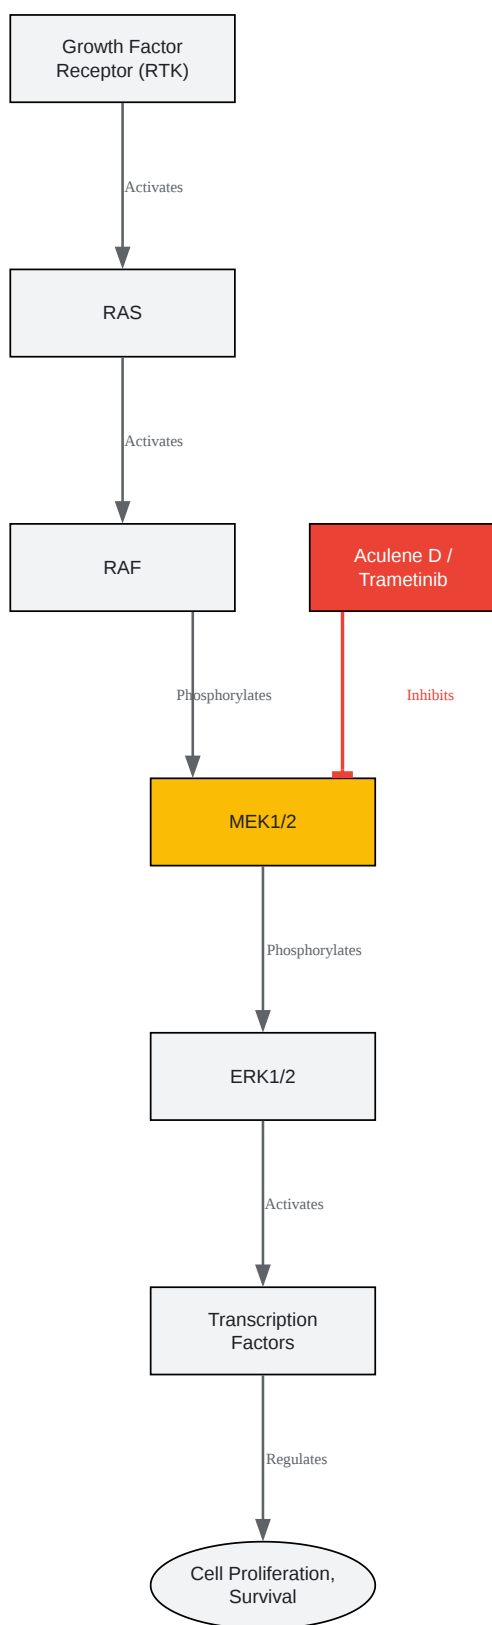 Growth Factor
Receptor (RTK)
Activates
RAS
Activates
RAF
Aculene D /
Trametinib
Phosphorylates
Inhibits
MEK1/2
Phosphorylates
ERK1/2
Activates
Transcription
Factors
Regulates
Cell Proliferation,
Survival